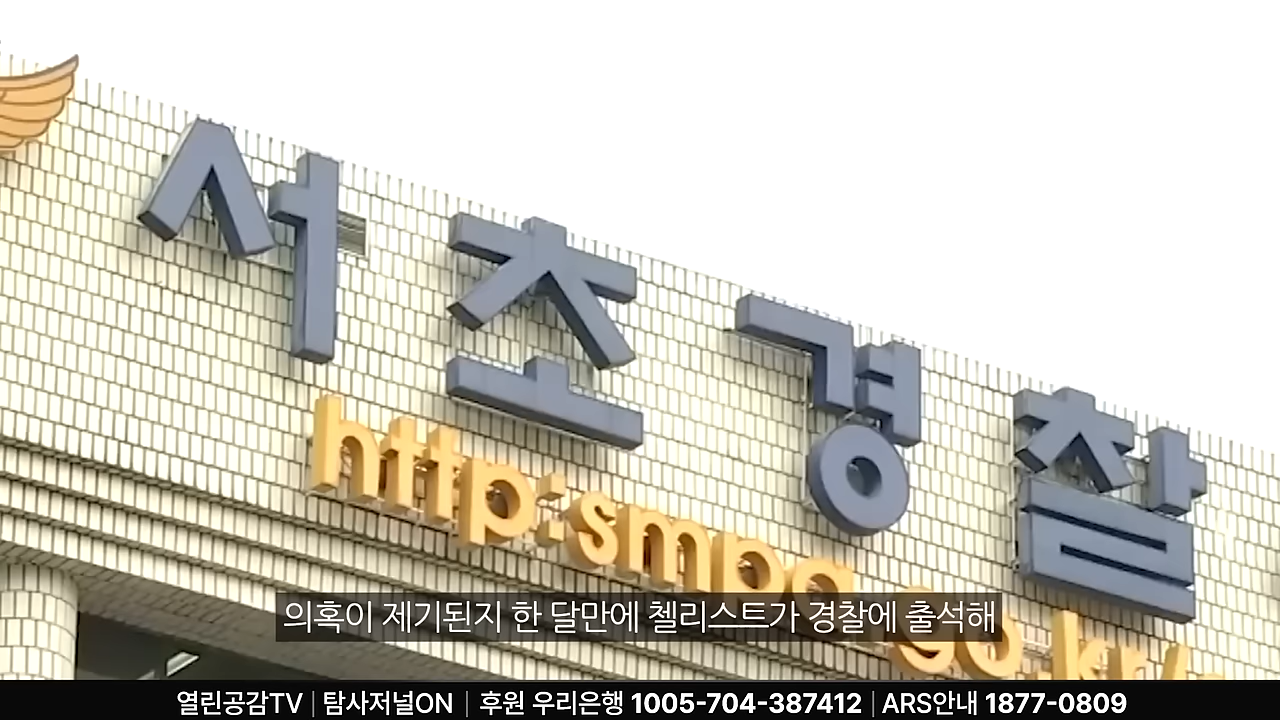 서초경찰
http:smpa.go.kr/
의혹이 제기된지 한 달만에 첼리스트가 경찰에 출석해
열린공감TV | 탐사저널ON | 후원 우리은행 1005-704-387412 | ARS안내 1877-0809